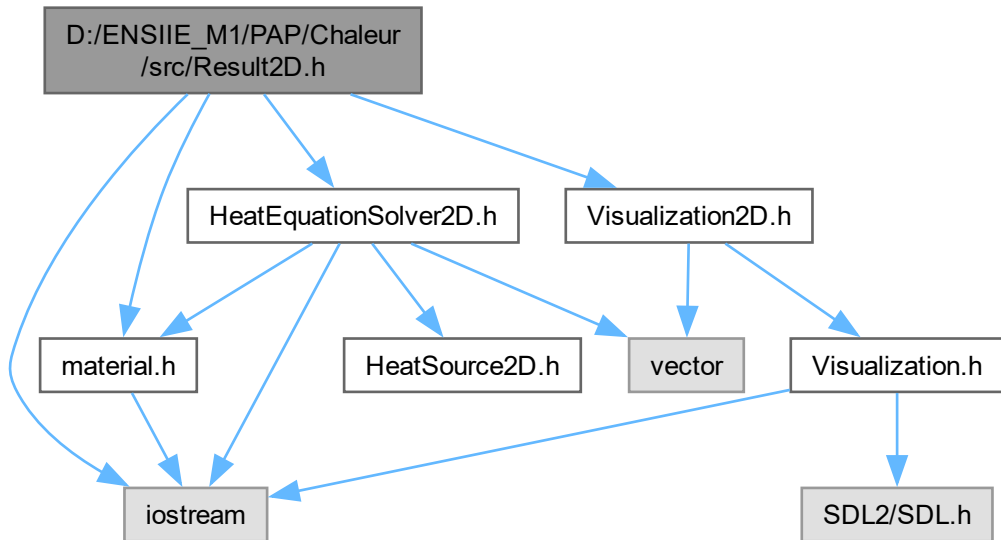 D:/ENSIIE_M1/PAP/Chaleur
/src/Result2D.h
HeatEquationSolver2D.h
Visualization2D.h
material.h
HeatSource2D.h
vector
Visualization.h
iostream
SDL2/SDL.h